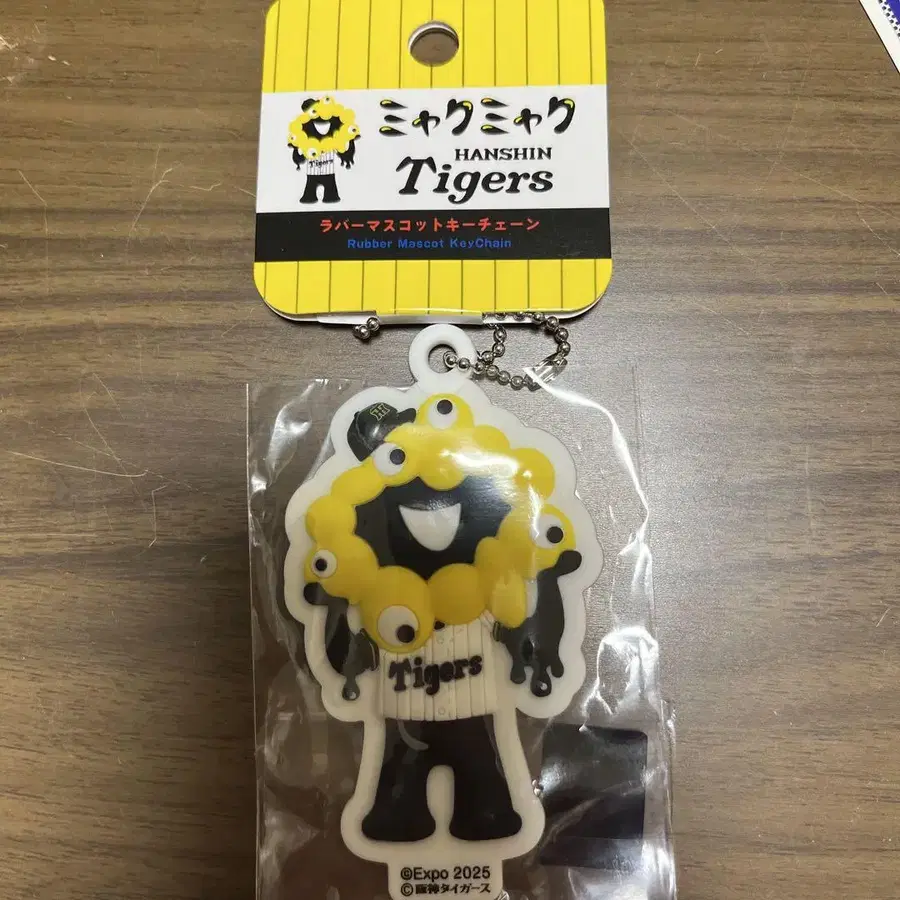 ミャクミャク
HANSHIN
Tigers
Tigers
ラバーマスコットキーチェーン
Rubber Mascot KeyChain
Tigers
©Expo 2025
©阪神タイガース